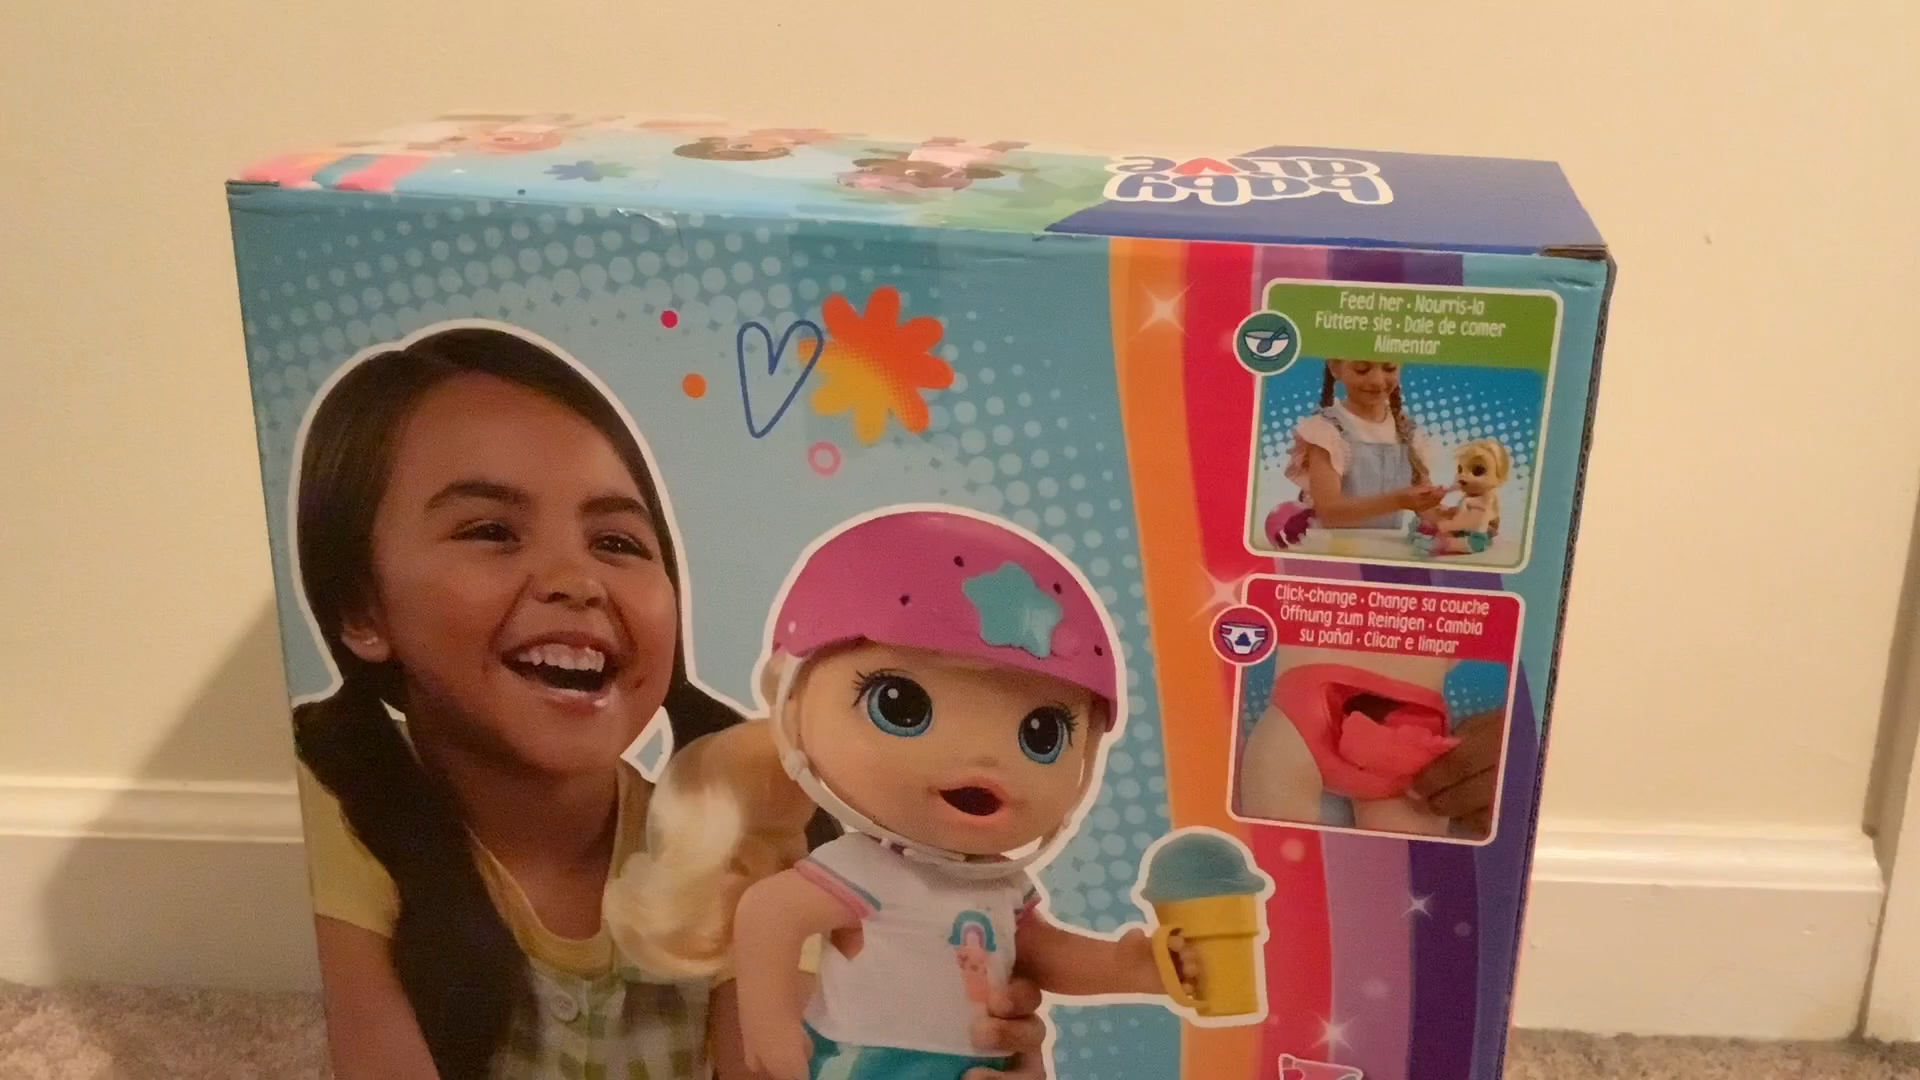 baby
alive
Feed her • Nourris-la
Füttere sie • Dale de comer
Alimentar
Click-change • Change sa couche
Öffnung zum Reinigen • Cambia
su pañal • Clicar e limpar